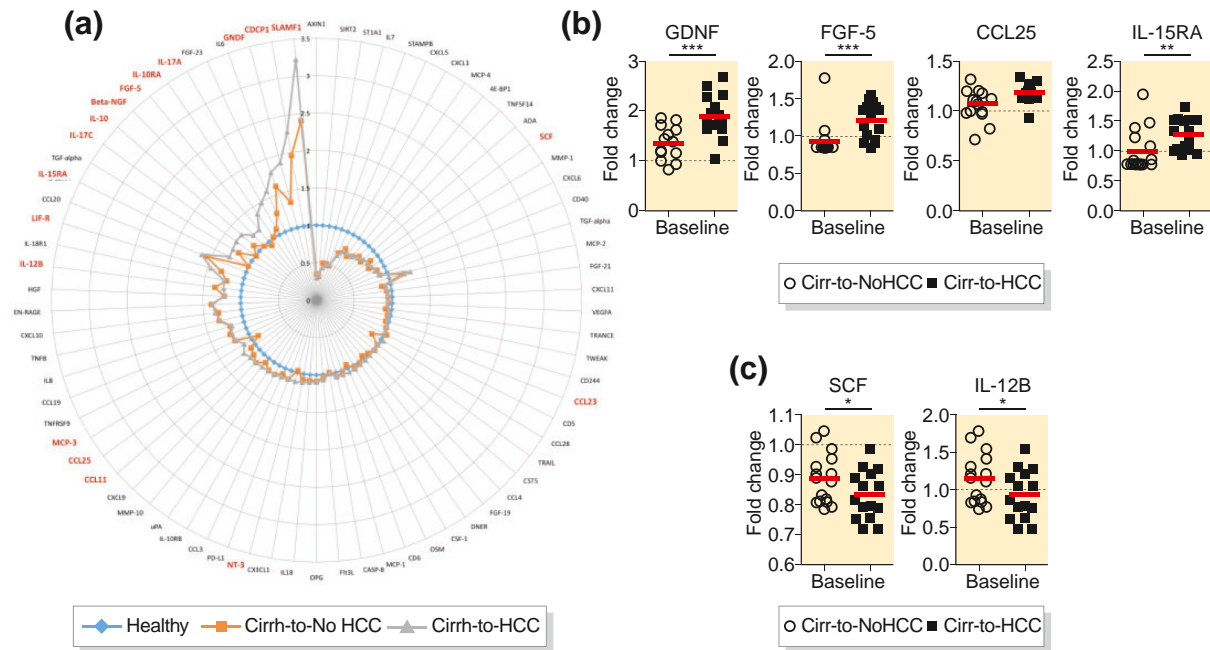 (a)
AXIN1
SIRT2
ST1A1
IL7
STAMPB
CXCL5
CXCL1
MCP-4
4E-BP1
TNFSF14
ADA
SCF
MMP-1
CXCL6
CD40
TGF-alpha
MCP-2
FGF-21
CXCL11
VEGFA
TRANCE
TWEAK
CD244
CCL23
CD5
CCL28
TRAIL
CST5
CCL4
FGF-19
DNER
CSF-1
OSM
CD6
MCP-1
CASP-8
Flt3L
OPG
IL18
CX3CL1
NT-3
PD-L1
CCL3
IL-10RB
uPA
MMP-10
CXCL9
CCL11
CCL25
MCP-3
TNFRSF9
CCL19
IL8
TNFB
CXCL10
EN-RAGE
HGF
IL-12B
IL-18R1
LIF-R
CCL20
IL-15RA
TGF-alpha
IL-17C
IL-10
Beta-NGF
FGF-5
IL-10RA
IL-17A
FGF-23
IL6
GNDF
CDCP1
SLAMF1
3.5
3
2.5
2
1.5
1
0.5
0
Healthy Cirrh-to-No HCC Cirrh-to-HCC
(b)
GDNF
***
Fold change
3
2
1
0
Baseline
FGF-5
***
Fold change
2.0
1.5
1.0
0.5
0.0
Baseline
CCL25
Fold change
1.5
1.0
0.5
0.0
Baseline
IL-15RA
**
Fold change
2.5
2.0
1.5
1.0
0.5
0.0
Baseline
Cirr-to-NoHCC Cirr-to-HCC
(c)
SCF
*
Fold change
1.1
1.0
0.9
0.8
0.7
0.6
Baseline
IL-12B
*
Fold change
2.0
1.5
1.0
0.5
0.0
Baseline
Cirr-to-NoHCC Cirr-to-HCC